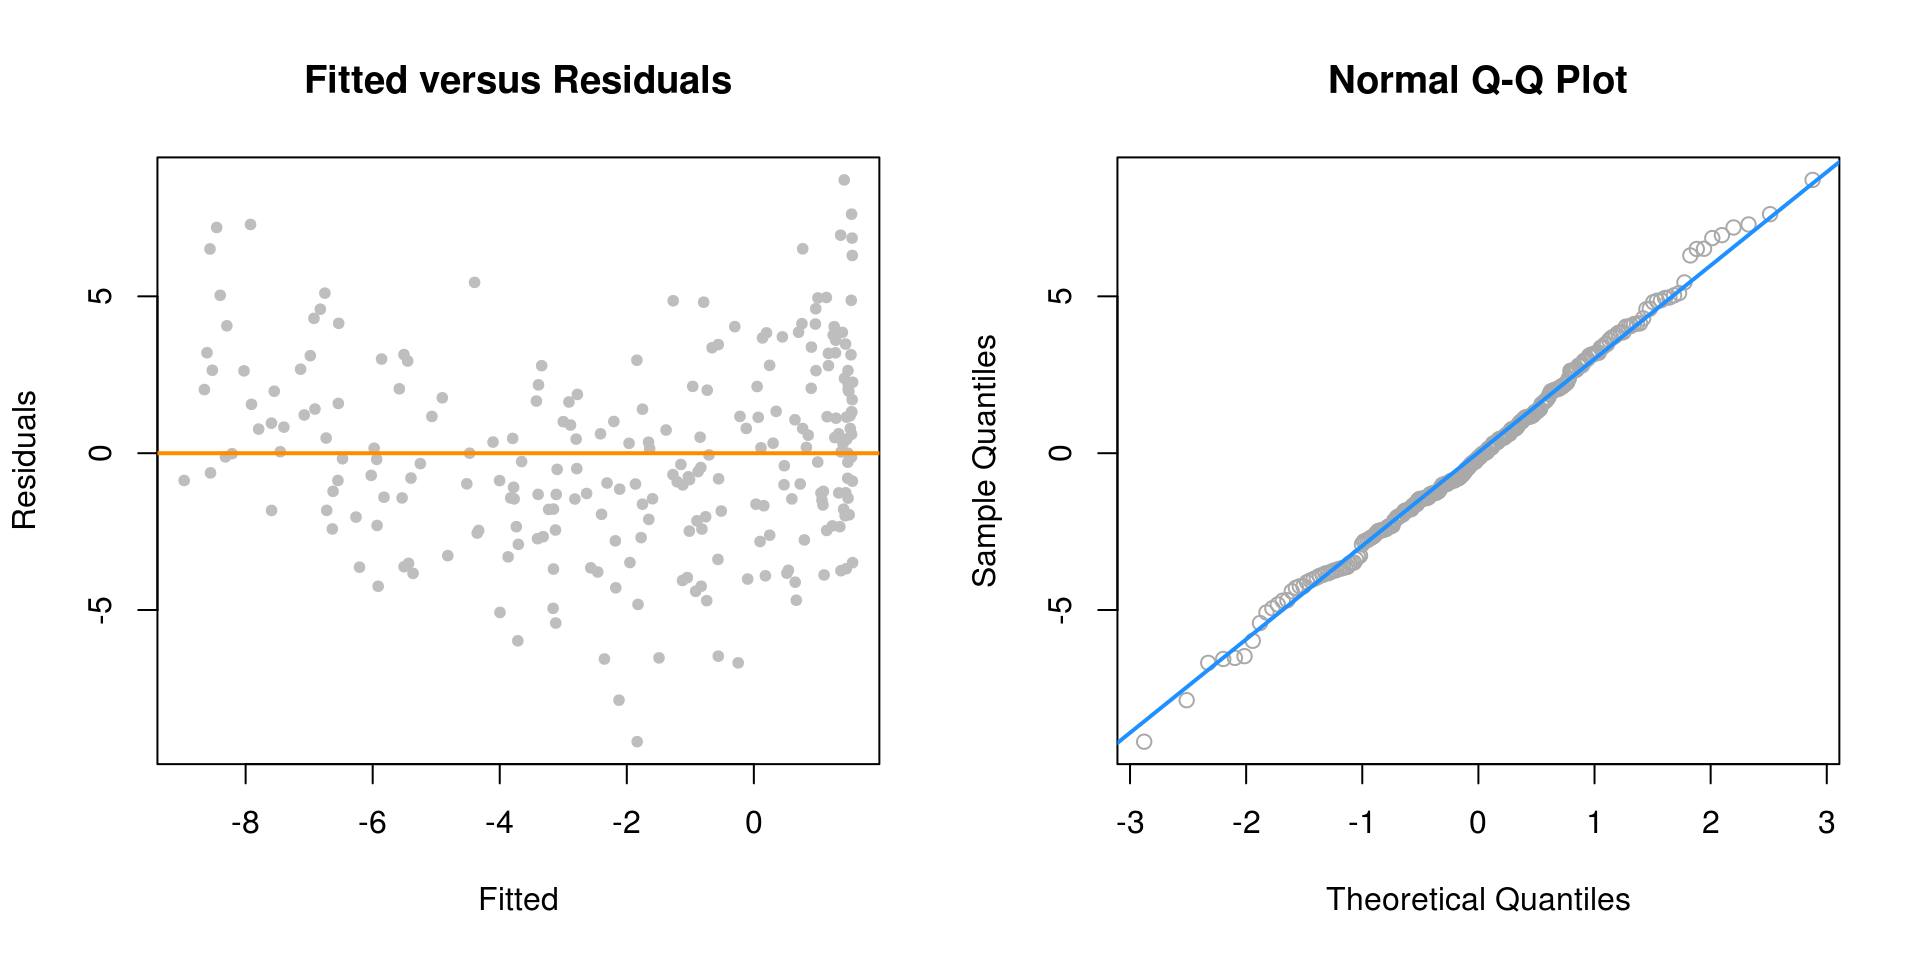 Fitted versus Residuals
Residuals
5
0
-5
-8 -6 -4 -2 0
Fitted
Normal Q-Q Plot
Sample Quantiles
5
0
-5
-3 -2 -1 0 1 2 3
Theoretical Quantiles